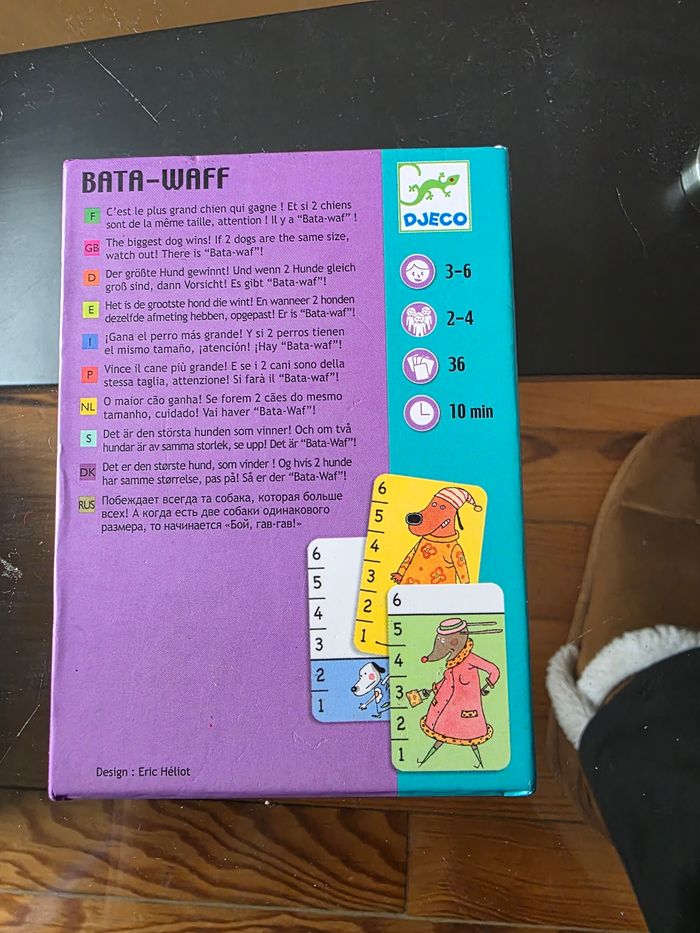 BATA-WAFF
F C'est le plus grand chien qui gagne ! Et si 2 chiens
sont de la même taille, attention ! Il y a “Bata-waf” !
GB The biggest dog wins! If 2 dogs are the same size,
watch out! There is “Bata-waf”!
D Der größte Hund gewinnt! Und wenn 2 Hunde gleich
groß sind, dann Vorsicht! Es gibt “Bata-waf”!
E Het is de grootste hond die wint! En wanneer 2 honden
dezelfde afmeting hebben, opgepast! Er is “Bata-Waf”!
I ¡Gana el perro más grande! Y si 2 perros tienen
el mismo tamaño, ¡atención! ¡Hay “Bata-waf”!
P Vince il cane più grande! E se i 2 cani sono della
stessa taglia, attenzione! Si farà il “Bata-waf”!
NL O maior cão ganha! Se forem 2 cães do mesmo
tamanho, cuidado! Vai haver “Bata-Waf”!
S Det är den största hunden som vinner! Och om två
hundar är av samma storlek, se upp! Det är “Bata-Waf”!
DK Det er den største hund, som vinder ! Og hvis 2 hunde
har samme størrelse, pas på! Så er der “Bata-Waf”!
RUS Побеждает всегда та собака, которая больше
всех! А когда есть две собаки одинакового
размера, то начинается «Бой, гав-гав!»
Design : Eric Héliot
DJECO
3-6
2-4
36
10 min
6
5
4
3
2
1
6
5
4
3
2
1
6
5
4
3
2
1